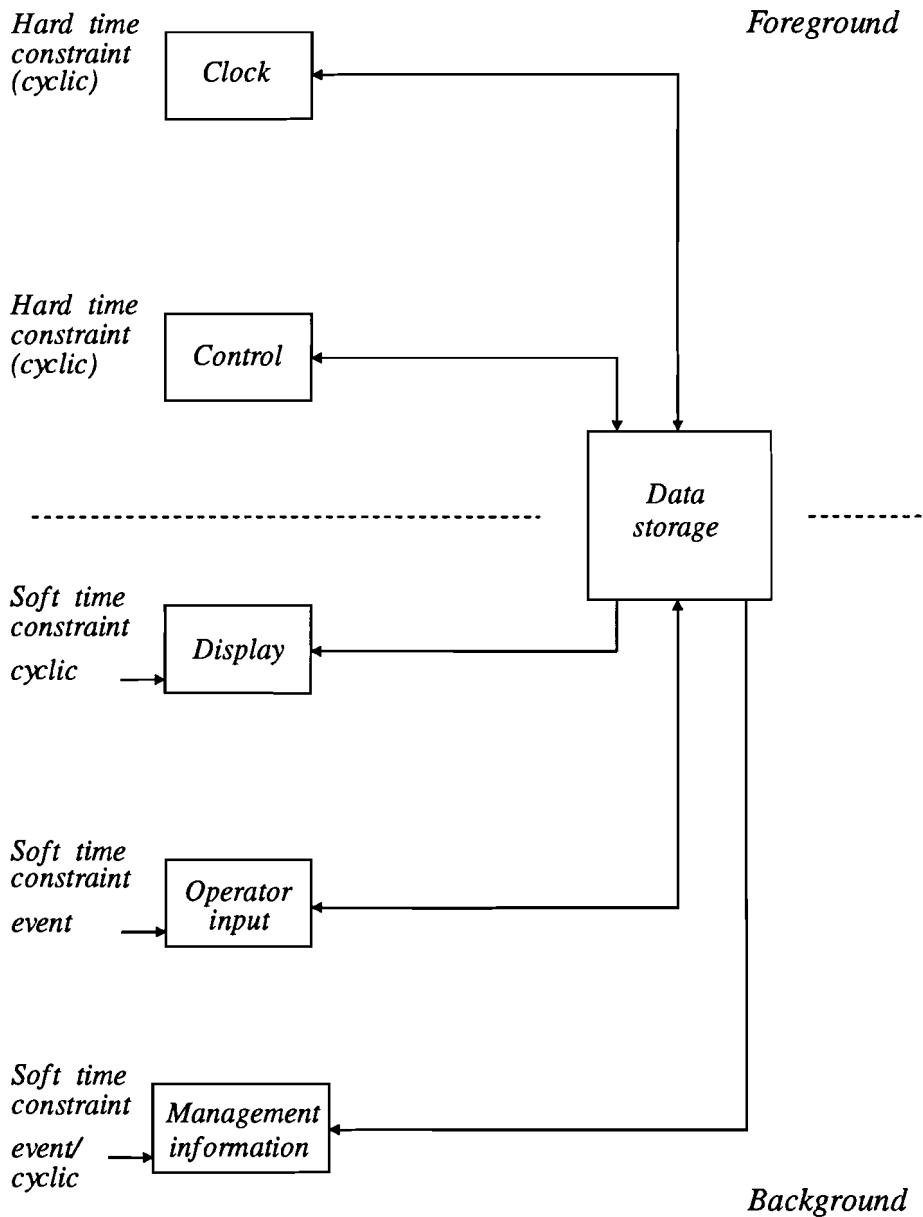 Hard time
constraint
(cyclic)
Clock
Foreground
Hard time
constraint
(cyclic)
Control
Data
storage
Soft time
constraint
cyclic
Display
Soft time
constraint
event
Operator
input
Soft time
constraint
event/
cyclic
Management
information
Background